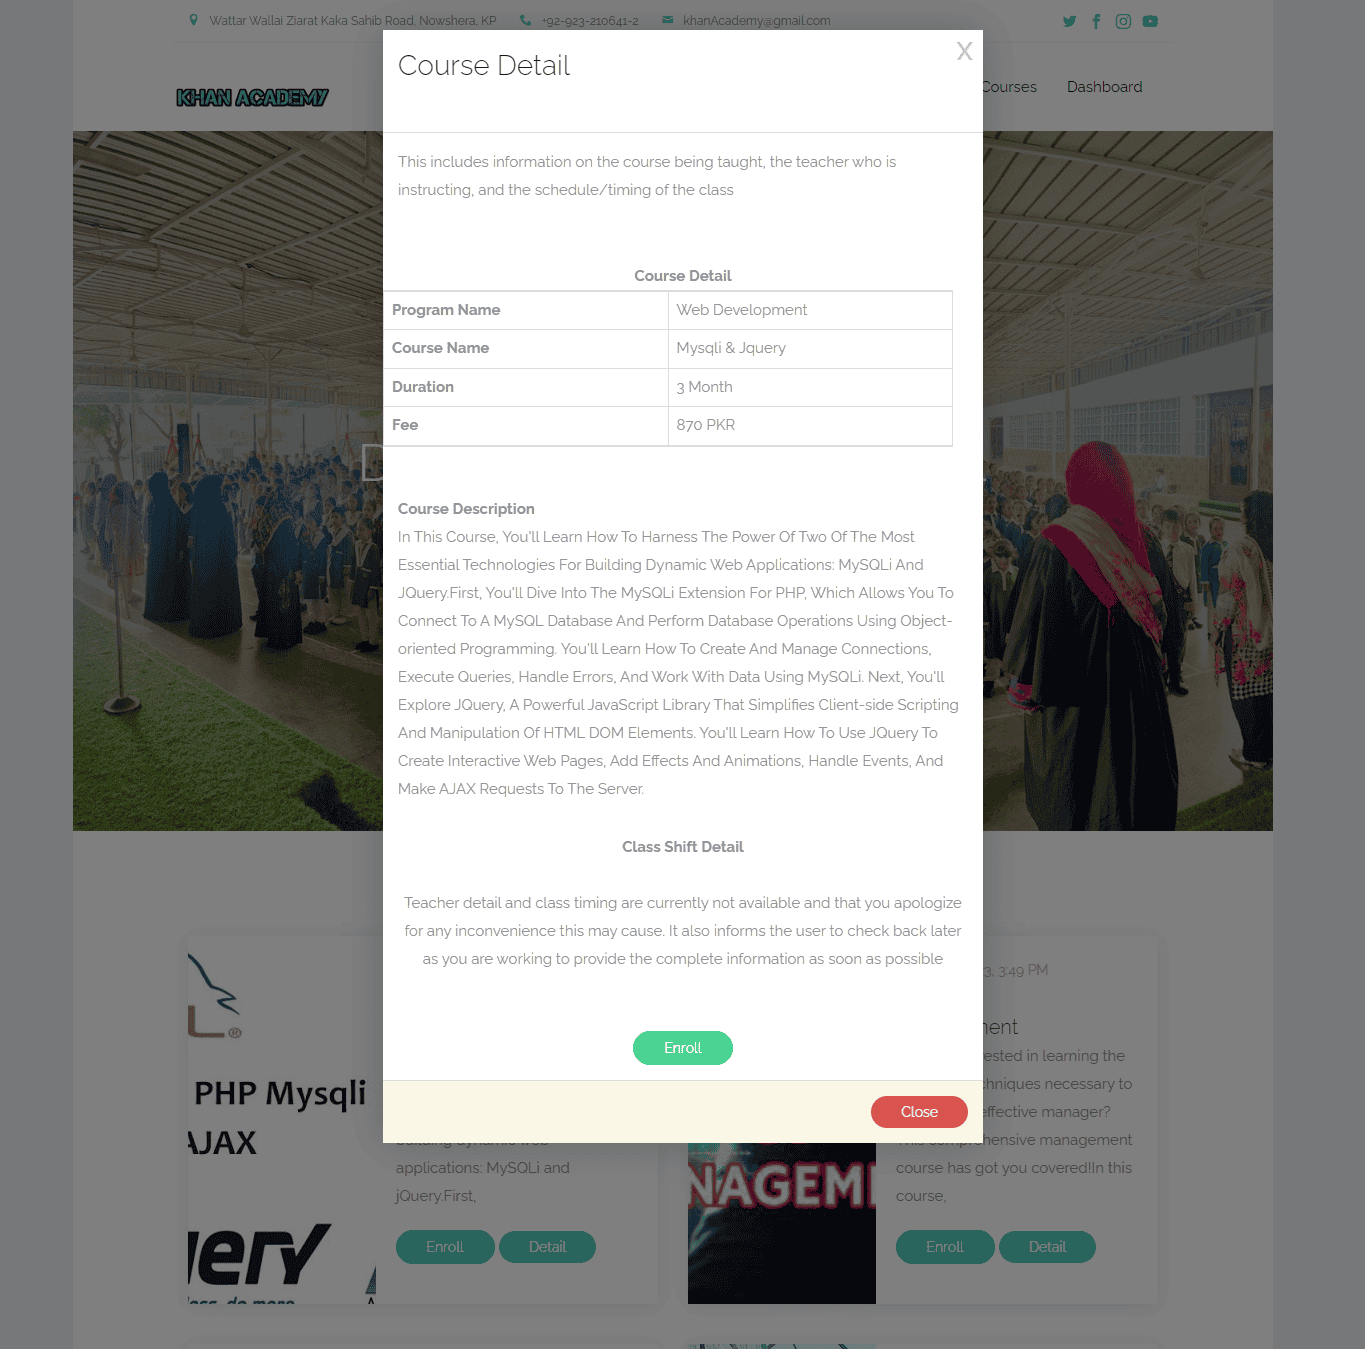 Wattar Wallai Ziarat Kaka Sahib Road, Nowshera, KP +92-923-210641-2 khanAcademy@gmail.com
KHAN ACADEMY
Courses Dashboard
Course Detail
X
This includes information on the course being taught, the teacher who is
instructing, and the schedule/timing of the class
Course Detail
Program Name Web Development
Course Name Mysqli & Jquery
Duration 3 Month
Fee 870 PKR
Course Description
In This Course, You'll Learn How To Harness The Power Of Two Of The Most
Essential Technologies For Building Dynamic Web Applications: MySQLi And
JQuery.First, You'll Dive Into The MySQLi Extension For PHP, Which Allows You To
Connect To A MySQL Database And Perform Database Operations Using Object-
oriented Programming. You'll Learn How To Create And Manage Connections,
Execute Queries, Handle Errors, And Work With Data Using MySQLi. Next, You'll
Explore JQuery, A Powerful JavaScript Library That Simplifies Client-side Scripting
And Manipulation Of HTML DOM Elements. You'll Learn How To Use JQuery To
Create Interactive Web Pages, Add Effects And Animations, Handle Events, And
Make AJAX Requests To The Server.
Class Shift Detail
Teacher detail and class timing are currently not available and that you apologize
for any inconvenience this may cause. It also informs the user to check back later
as you are working to provide the complete information as soon as possible
Enroll
Close
PHP Mysqli
AJAX
building dynamic web
applications: MySQLi and
jQuery.First,
Enroll Detail
3, 3:49 PM
in learning the
necessary to
effective manager?
This comprehensive management
course has got you covered!In this
course,
Enroll Detail